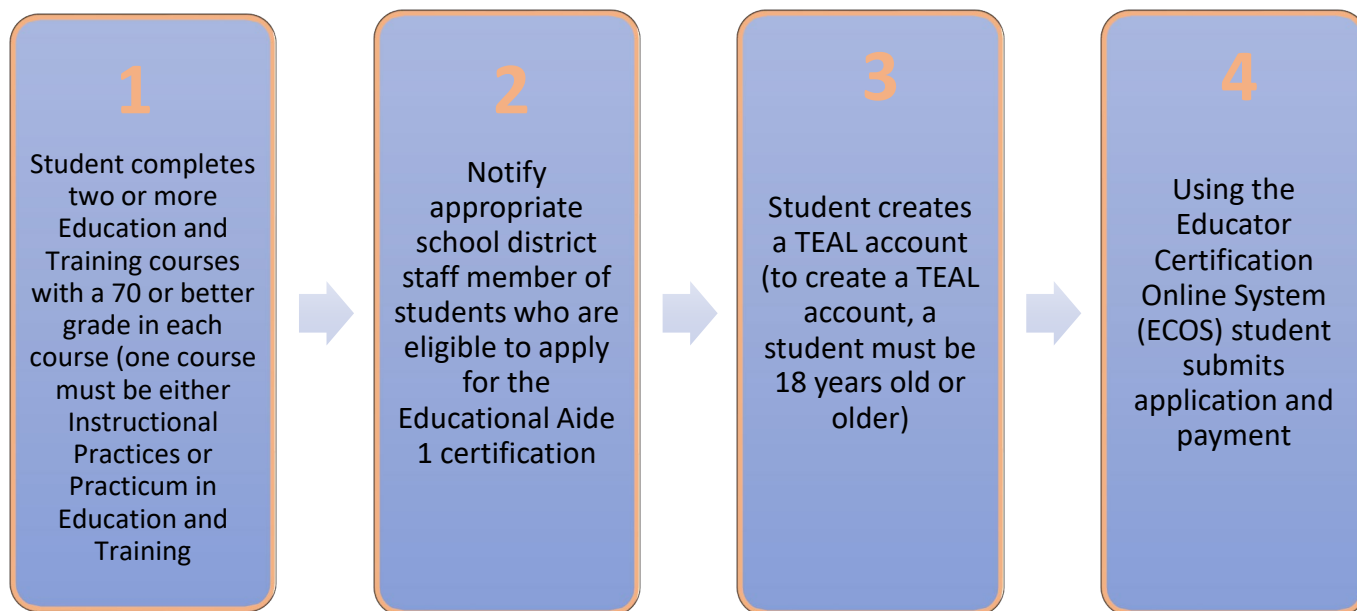 1
Student completes
two or more
Education and
Training courses
with a 70 or better
grade in each
course (one course
must be either
Instructional
Practices or
Practicum in
Education and
Training
2
Notify
appropriate
school district
staff member of
students who are
eligible to apply
for the
Educational Aide
1 certification
3
Student creates
a TEAL account
(to create a TEAL
account, a
student must be
18 years old or
older)
4
Using the
Educator
Certification
Online System
(ECOS) student
submits
application and
payment